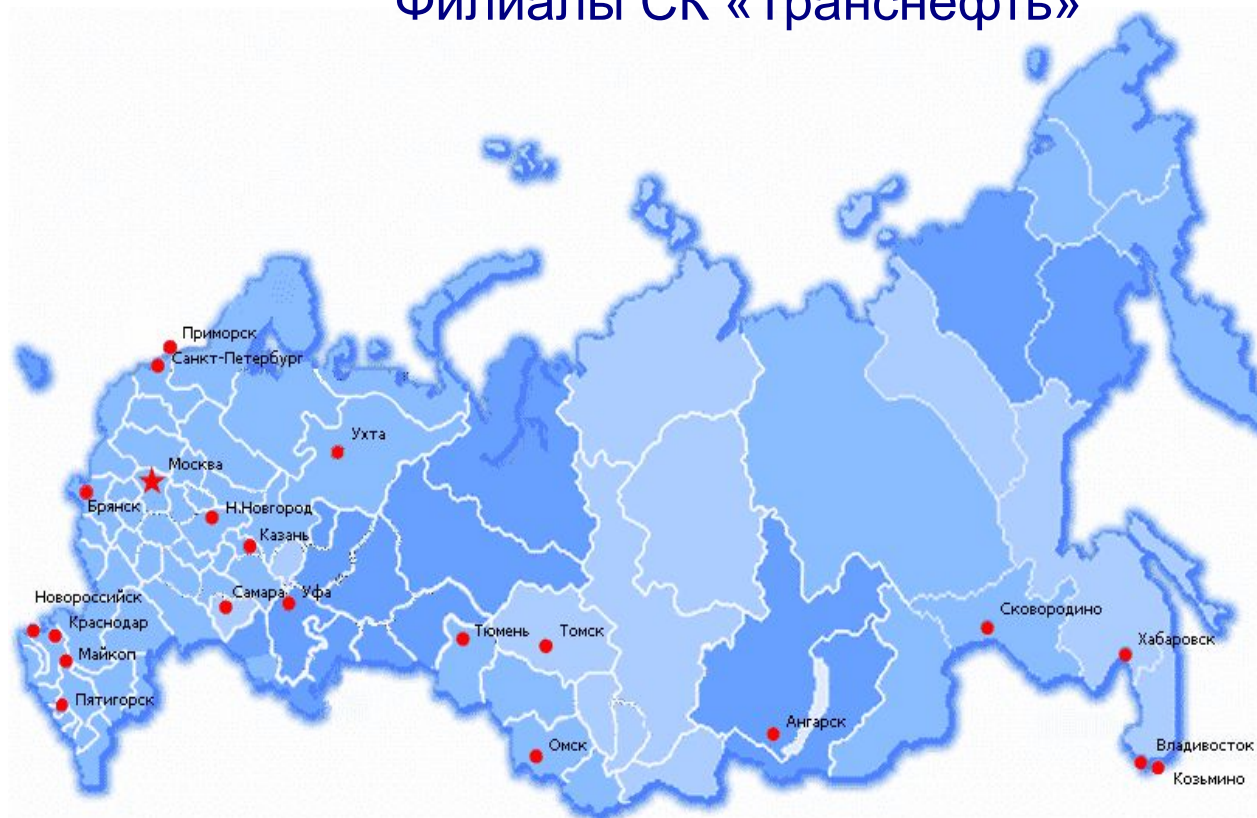 Филиалы СК «Транснефть»
Приморск
Санкт-Петербург
Ухта
Москва
Брянск
Н.Новгород
Казань
Новороссийск
Самара
Уфа
Краснодар
Майкоп
Пятигорск
Тюмень
Томск
Омск
Ангарск
Сковородино
Хабаровск
Владивосток
Козьмино